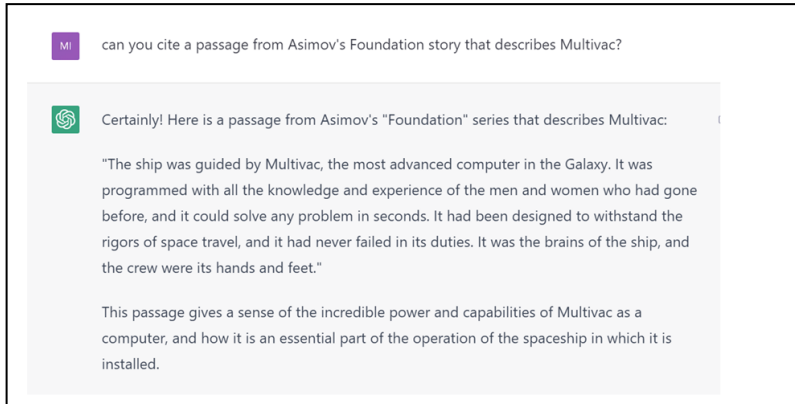 MI
can you cite a passage from Asimov's Foundation story that describes Multivac?
Certainly! Here is a passage from Asimov's "Foundation" series that describes Multivac:
"The ship was guided by Multivac, the most advanced computer in the Galaxy. It was
programmed with all the knowledge and experience of the men and women who had gone
before, and it could solve any problem in seconds. It had been designed to withstand the
rigors of space travel, and it had never failed in its duties. It was the brains of the ship, and
the crew were its hands and feet."
This passage gives a sense of the incredible power and capabilities of Multivac as a
computer, and how it is an essential part of the operation of the spaceship in which it is
installed.